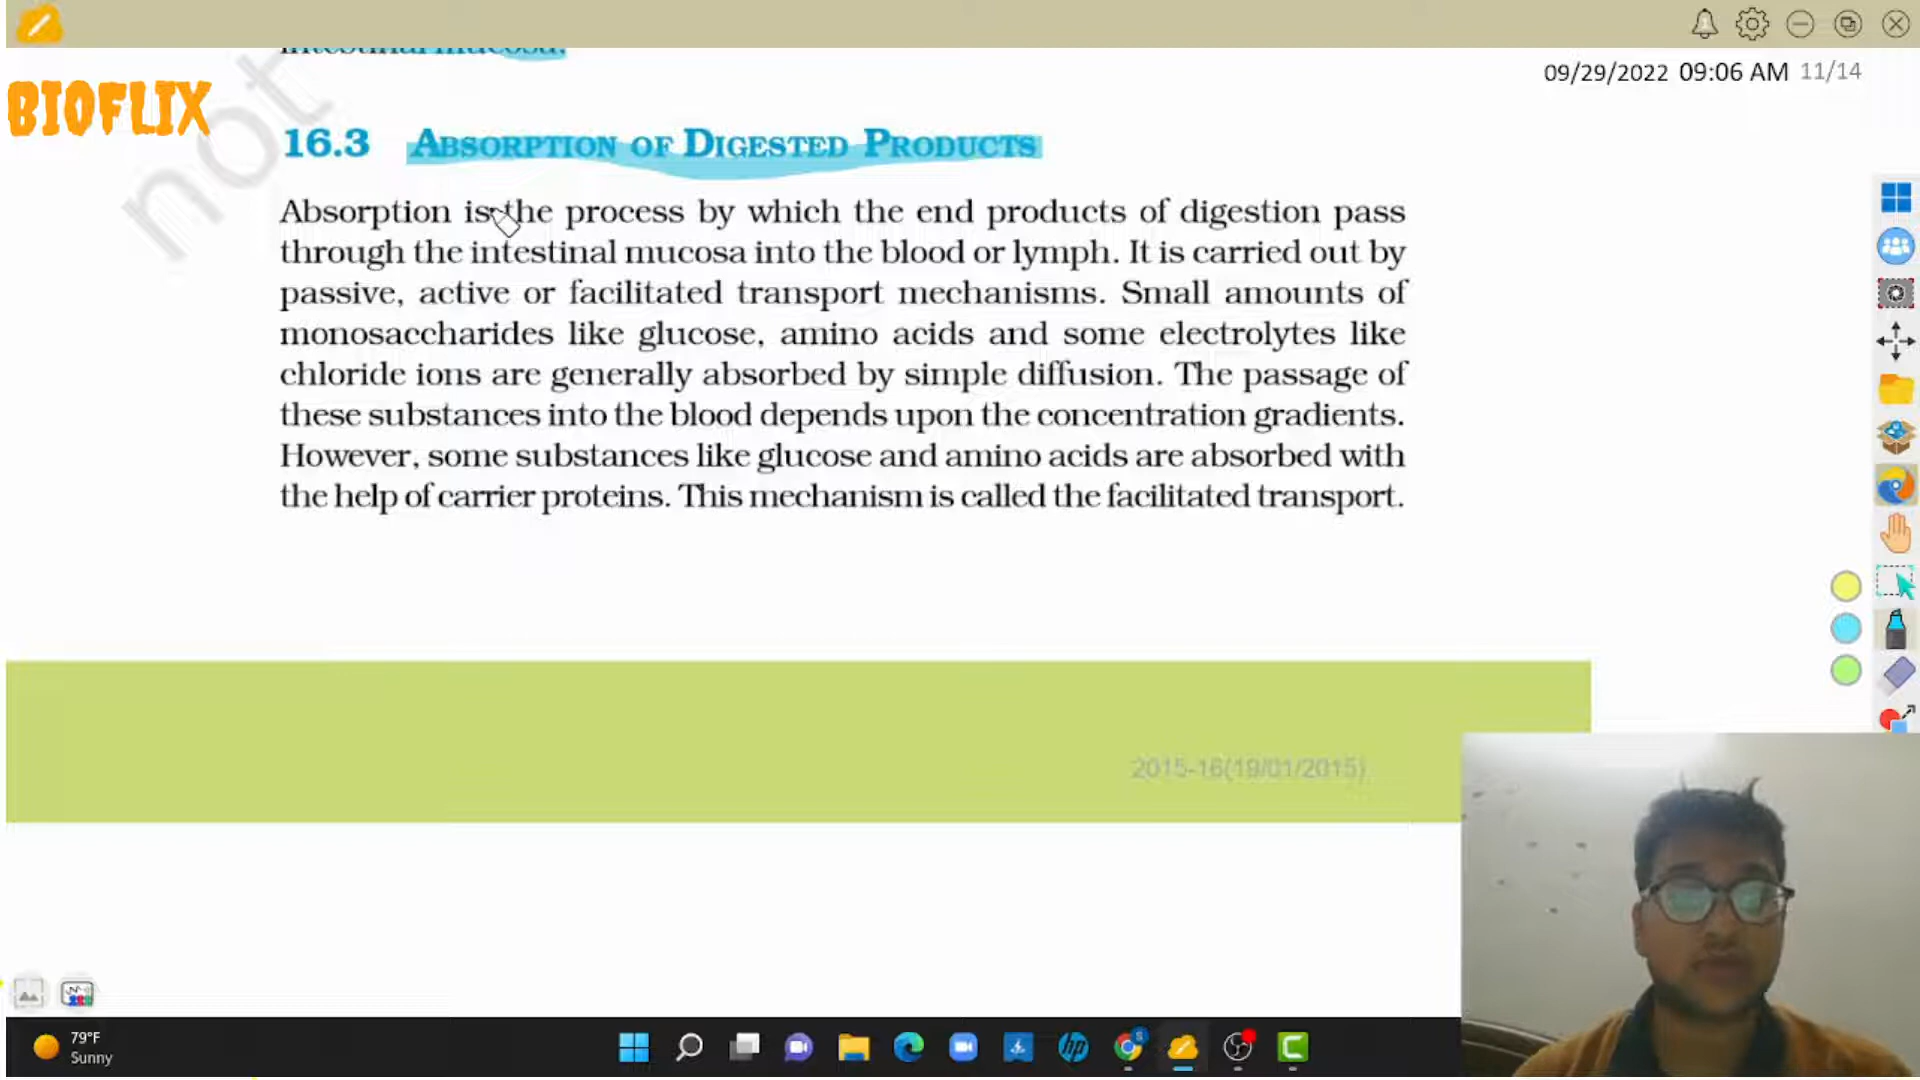 intestinal mucosa.
09/29/2022 09:06 AM 11/14
BIOFLIX
not
16.3 ABSORPTION OF DIGESTED PRODUCTS
Absorption is the process by which the end products of digestion pass
through the intestinal mucosa into the blood or lymph. It is carried out by
passive, active or facilitated transport mechanisms. Small amounts of
monosaccharides like glucose, amino acids and some electrolytes like
chloride ions are generally absorbed by simple diffusion. The passage of
these substances into the blood depends upon the concentration gradients.
However, some substances like glucose and amino acids are absorbed with
the help of carrier proteins. This mechanism is called the facilitated transport.
2015-16(19/01/2015)
79°F
Sunny
hp